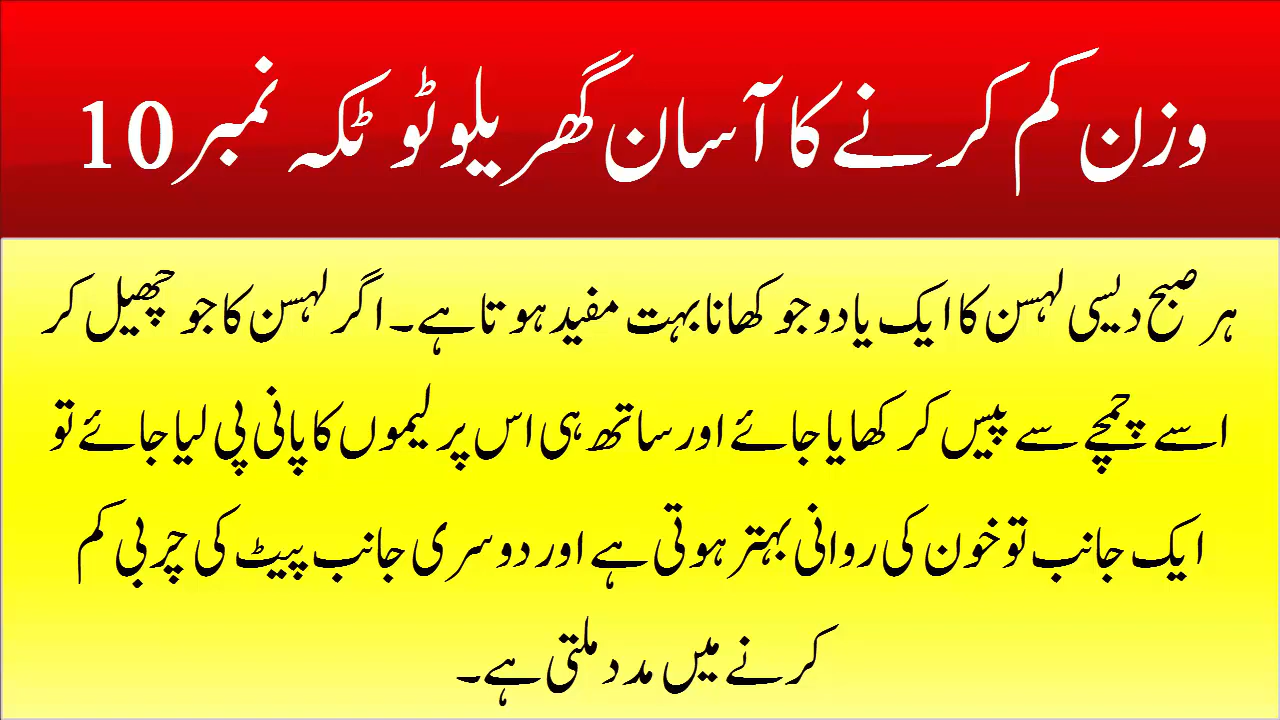 وزن کم کرنے کا آسان گھریلو ٹوٹکہ نمبر 10
ہر صبح دیسی لہسن کا ایک یا دو جو کھانا بہت مفید ہوتا ہے۔ اگر لہسن کا جو چھیل کر
اسے چمچے سے پیس کر کھایا جائے اور ساتھ ہی اس پر لیموں کا پانی پی لیا جائے تو
ایک جانب تو خون کی روانی بہتر ہوتی ہے اور دوسری جانب پیٹ کی چربی کم
کرنے میں مدد ملتی ہے۔